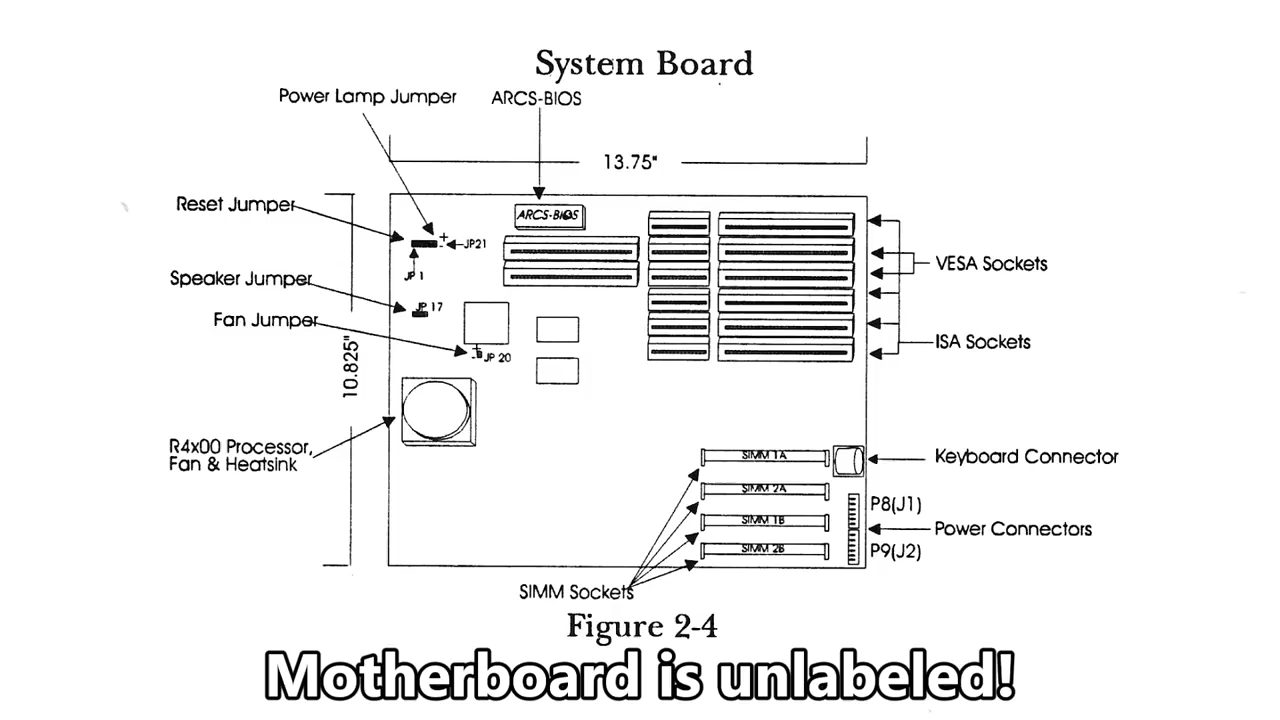 System Board
Power Lamp Jumper
ARCS-BIOS
13.75"
Reset Jumper
ARCS-BIOS
+
-
JP21
JP 1
VESA Sockets
Speaker Jumper
JP 17
Fan Jumper
+
-
JP 20
ISA Sockets
10.825"
R4x00 Processor,
Fan & Heatsink
SIMM 1A
Keyboard Connector
SIMM 2A
P8(J1)
SIMM 1B
Power Connectors
SIMM 2B
P9(J2)
SIMM Sockets
Figure 2-4
Motherboard is unlabeled!